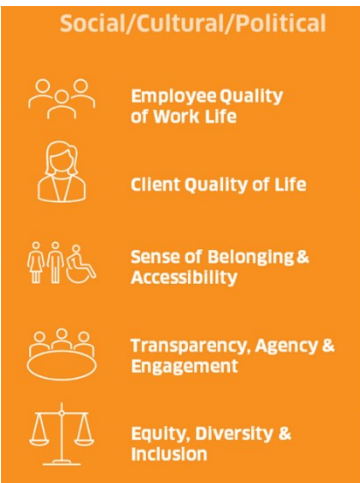 Social/Cultural/Political
Employee Quality
of Work Life
Client Quality of Life
Sense of Belonging &
Accessibility
Transparency, Agency &
Engagement
Equity, Diversity &
Inclusion